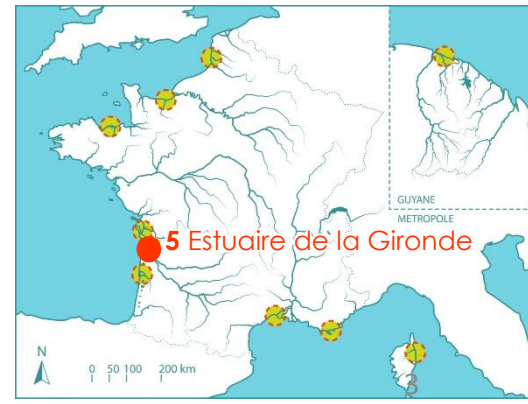 GUYANE
METROPOLE
5 Estuaire de la Gironde
N
0 50 100 200 km
3